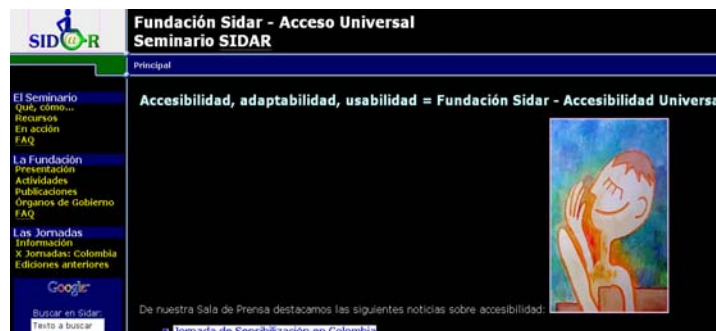 SID@R
Fundación Sidar - Acceso Universal
Seminario SIDAR
Principal
El Seminario
Qué, cómo...
Recursos
En acción
FAQ
La Fundación
Presentación
Actividades
Publicaciones
Órganos de Gobierno
FAQ
Las Jornadas
Información
X Jornadas: Colombia
Ediciones anteriores
Google
Buscar en Sidar:
Texto a buscar
Accesibilidad, adaptabilidad, usabilidad = Fundación Sidar - Accesibilidad Universa
De nuestra Sala de Prensa destacamos las siguientes noticias sobre accesibilidad:
Jornada de Sensibilización en Colombia